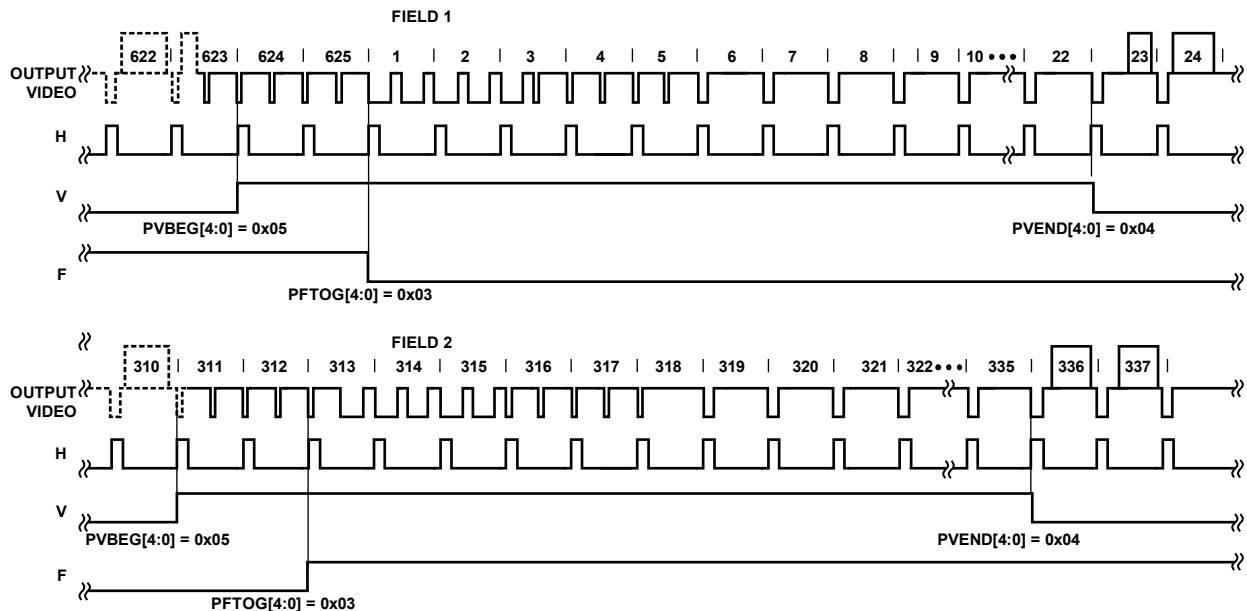 FIELD 1
622 623 624 625 1 2 3 4 5 6 7 8 9 10 ••• 22 23 24
OUTPUT
VIDEO
H
V
PVBEG[4:0] = 0x05
PVEND[4:0] = 0x04
F
PFTOG[4:0] = 0x03
FIELD 2
310 311 312 313 314 315 316 317 318 319 320 321 322 ••• 335 336 337
OUTPUT
VIDEO
H
V
PVBEG[4:0] = 0x05
PVEND[4:0] = 0x04
F
PFTOG[4:0] = 0x03